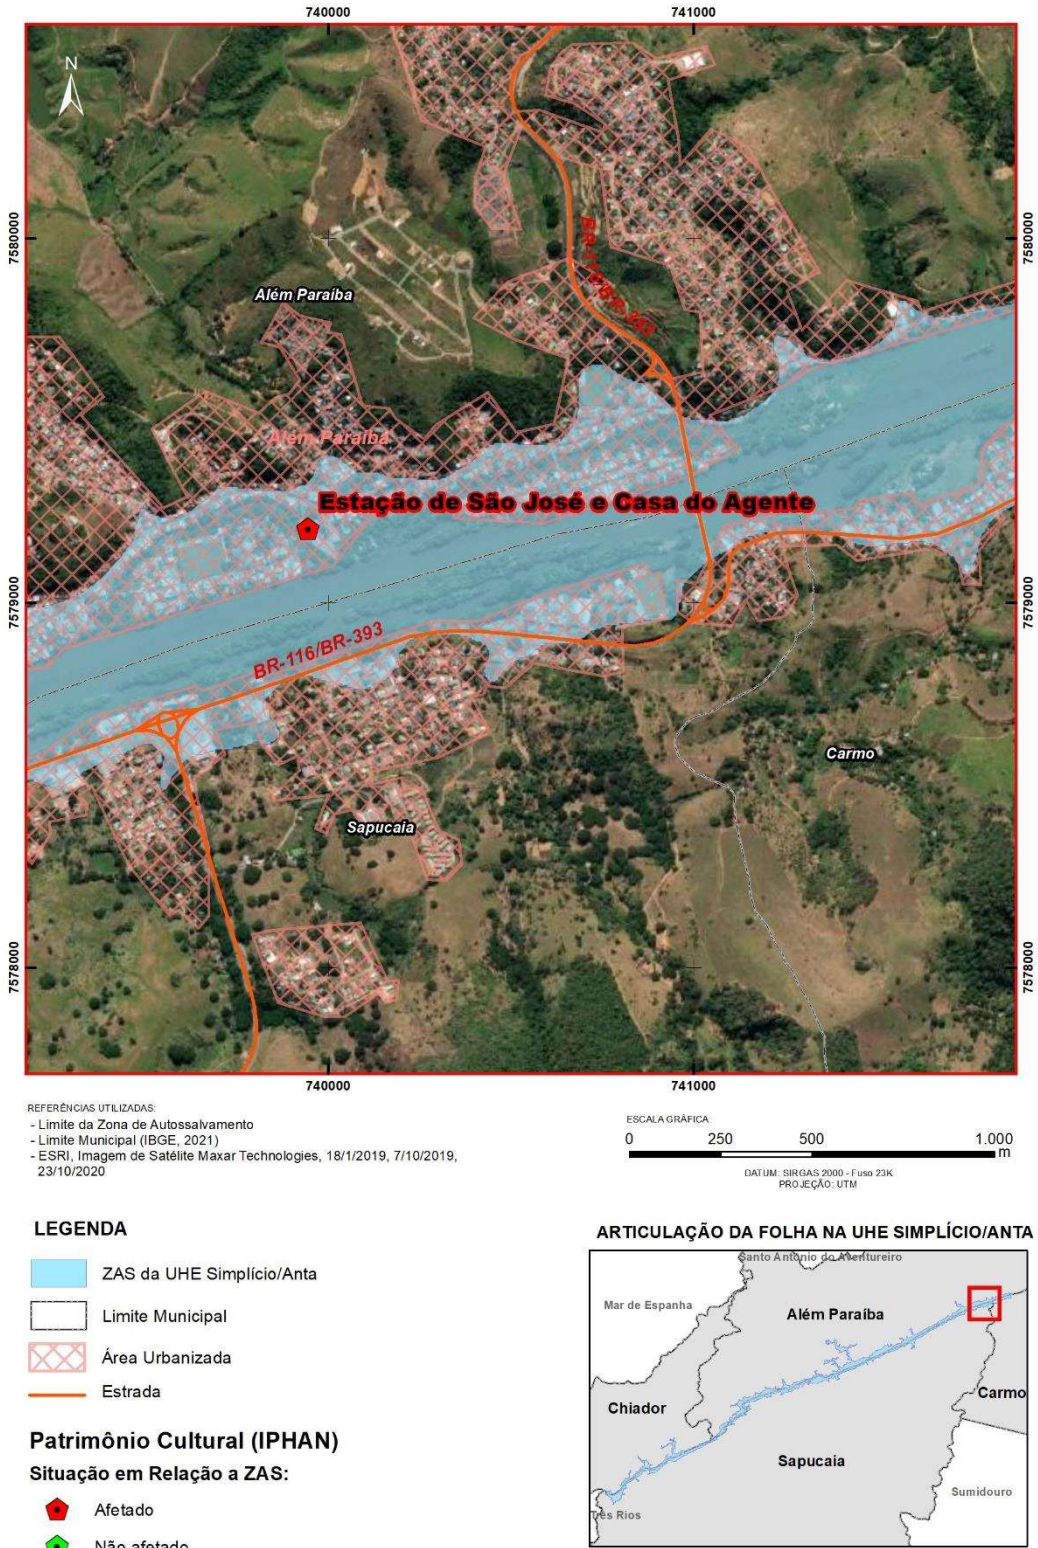 740000 741000
N
7580000 7580000
BR-116/BR-393
Além Paraíba
Além Paraíba
Estação de São José e Casa do Agente
7579000 7579000
BR-116/BR-393
Carmo
Sapucaia
7578000 7578000
740000 741000
REFERÊNCIAS UTILIZADAS:
- Limite da Zona de Autossalvamento
- Limite Municipal (IBGE, 2021)
- ESRI, Imagem de Satélite Maxar Technologies, 18/1/2019, 7/10/2019,
23/10/2020
ESCALA GRÁFICA:
0 250 500 1.000
m
DATUM: SIRGAS 2000 - Fuso 23K
PROJEÇÃO: UTM
LEGENDA
ZAS da UHE Simplício/Anta
Limite Municipal
Área Urbanizada
Estrada
Patrimônio Cultural (IPHAN)
Situação em Relação a ZAS:
Afetado
Não afetado
ARTICULAÇÃO DA FOLHA NA UHE SIMPLÍCIO/ANTA
Santo Antônio do Aventureiro
Mar de Espanha
Além Paraíba
Chiador
Carmo
Sapucaia
Sumidouro
Três Rios